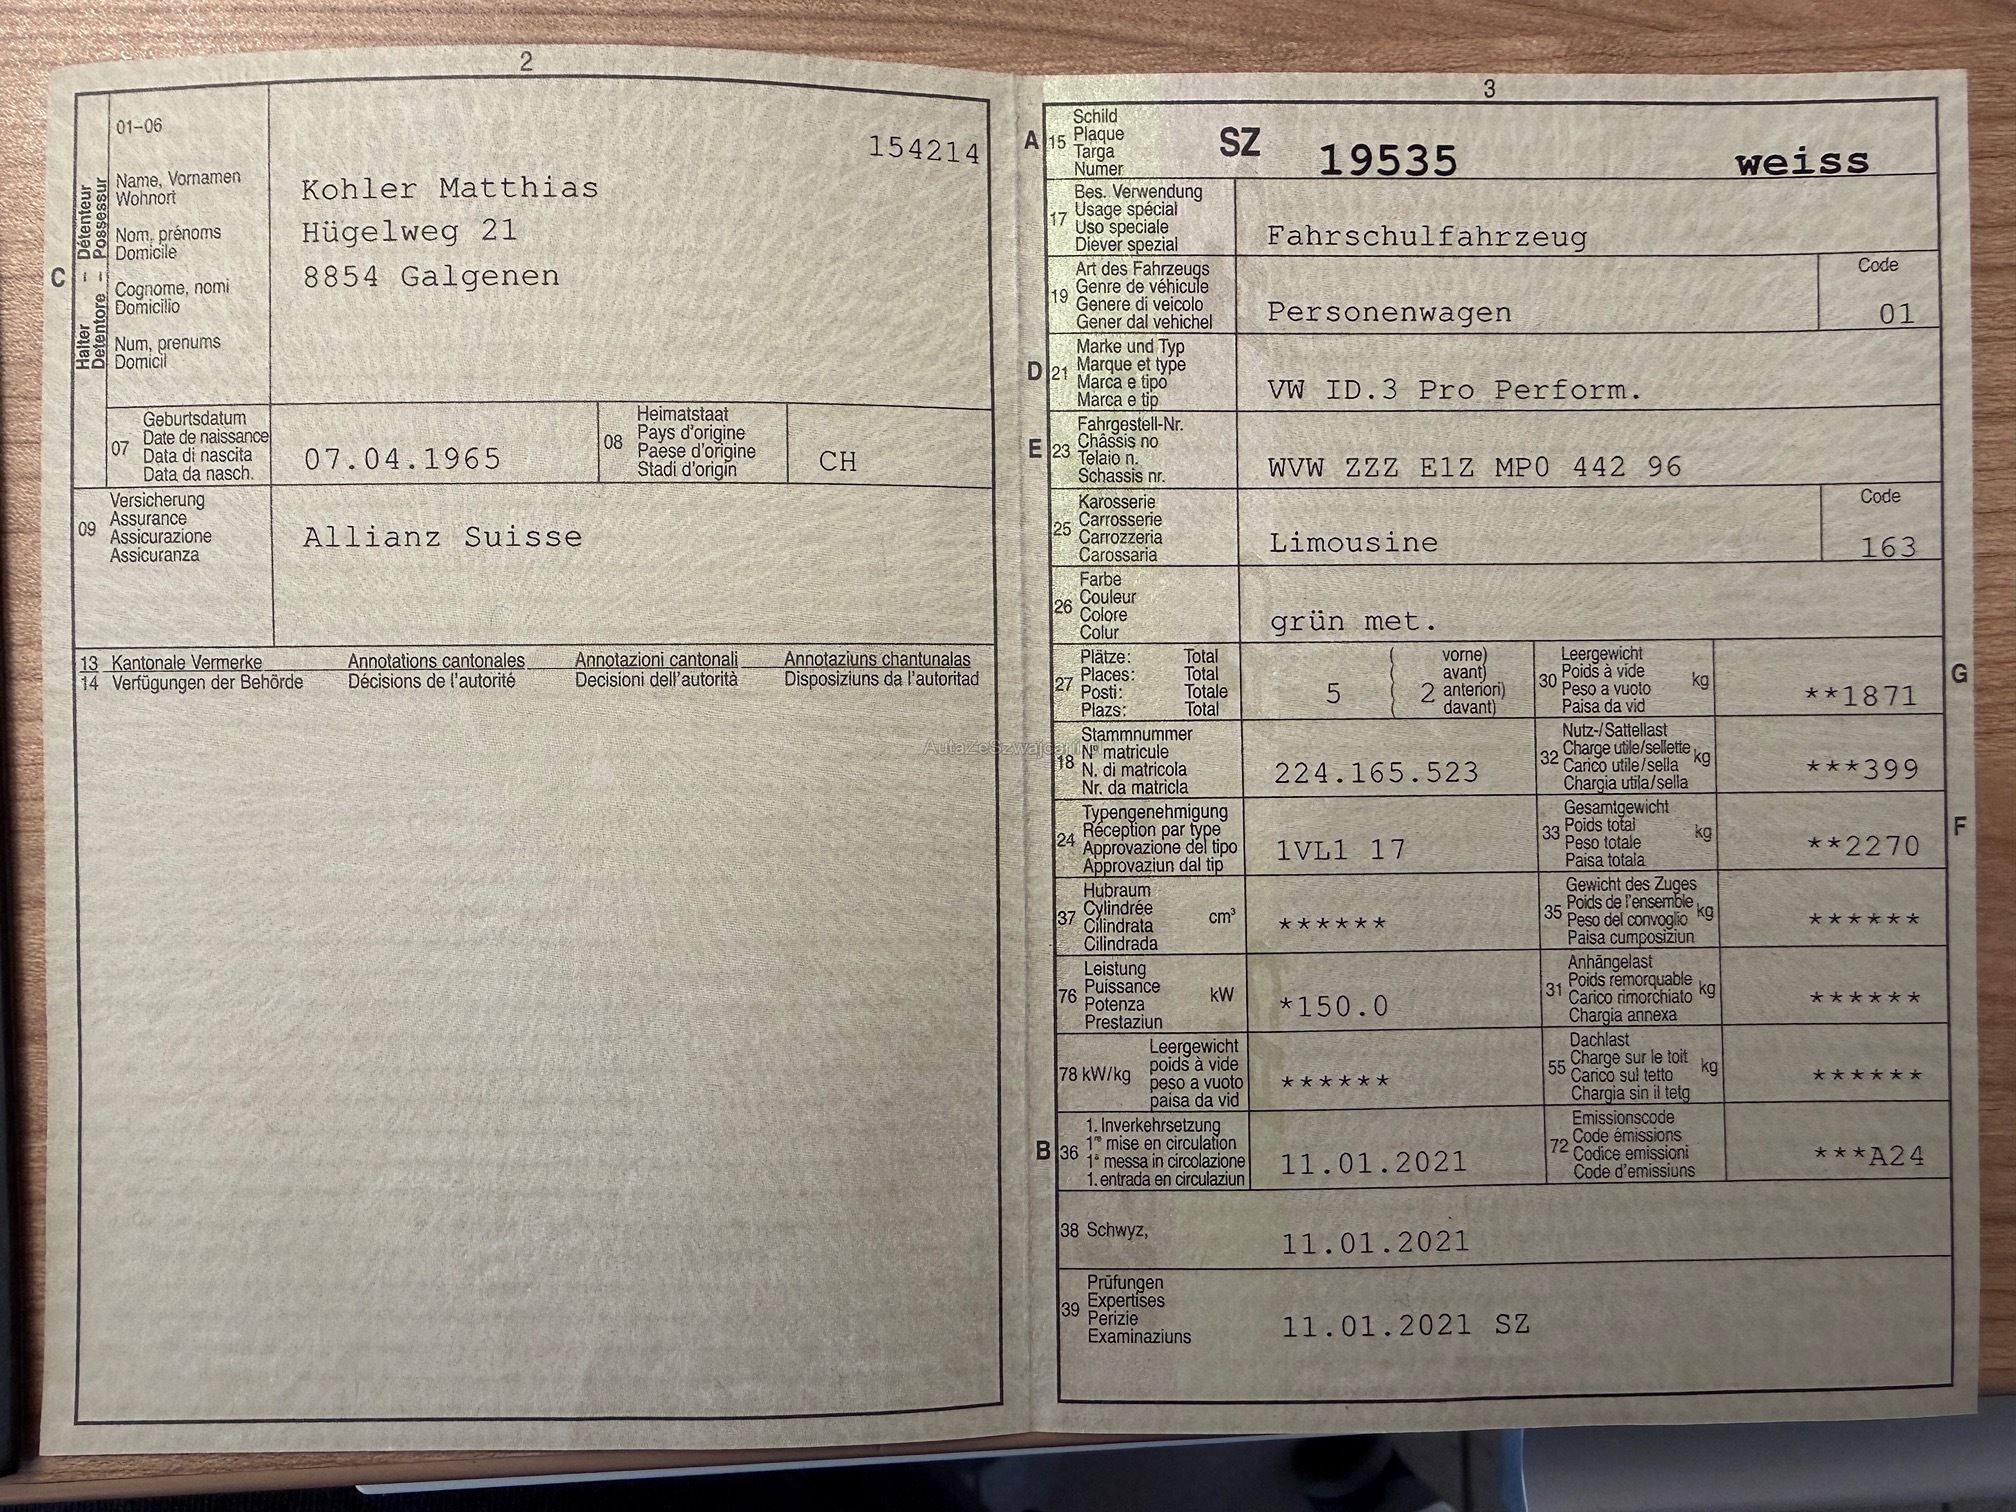 2
01-06
154214
Halter - Détenteur
Detentore - Possessur
C
Name, Vornamen
Wohnort
Nom, prénoms
Domicile
Cognome, nomi
Domicilio
Num, prenums
Domicil
Kohler Matthias
Hügelweg 21
8854 Galgenen
07 Geburtsdatum
Date de naissance
Data di nascita
Data da nasch.
07.04.1965
08 Heimatstaat
Pays d'origine
Paese d'origine
Stadi d'origin
CH
09 Versicherung
Assurance
Assicurazione
Assicuranza
Allianz Suisse
13 Kantonale Vermerke Annotations cantonales Annotazioni cantonali Annotaziuns chantunalas
14 Verfügungen der Behörde Décisions de l'autorité Decisioni dell'autorità Disposiziuns da l'autoritad
AutaZeSzwajcarii.pl
3
A 15 Schild
Plaque
Targa
Numer
SZ 19535 weiss
17 Bes. Verwendung
Usage spécial
Uso speciale
Diever spezial
Fahrschulfahrzeug
19 Art des Fahrzeugs
Genre de véhicule
Genere di veicolo
Gener dal vehichel
Personenwagen
Code
01
D 21 Marke und Typ
Marque et type
Marca e tipo
Marca e tip
VW ID.3 Pro Perform.
E 23 Fahrgestell-Nr.
Châssis no
Telaio n.
Schassis nr.
WVW ZZZ E1Z MP0 442 96
25 Karosserie
Carrosserie
Carrozzeria
Carossaria
Limousine
Code
163
26 Farbe
Couleur
Colore
Colur
grün met.
27 Plätze: Total
Places: Total
Posti: Totale
Plazs: Total
5
( vorne)
( avant)
( 2 anteriori)
( davant)
30 Leergewicht
Poids à vide
Peso a vuoto
Paisa da vid
kg
**1871
G
18 Stammnummer
N° matricule
N. di matricola
Nr. da matricla
224.165.523
32 Nutz-/Sattellast
Charge utile/sellette
Carico utile/sella
Chargia utila/sella
kg
***399
24 Typengenehmigung
Réception par type
Approvazione del tipo
Approvaziun dal tip
1VL1 17
33 Gesamtgewicht
Poids total
Peso totale
Paisa totala
kg
**2270
F
37 Hubraum
Cylindrée
Cilindrata
Cilindrada
cm³
******
35 Gewicht des Zuges
Poids de l'ensemble
Peso del convoglio
Paisa cumposiziun
kg
******
76 Leistung
Puissance
Potenza
Prestaziun
kW
*150.0
31 Anhängelast
Poids remorquable
Carico rimorchiato
Chargia annexa
kg
******
78 kW/kg
Leergewicht
poids à vide
peso a vuoto
paisa da vid
******
55 Dachlast
Charge sur le toit
Carico sul tetto
Chargia sin il tetg
kg
******
B 36 1. Inverkehrsetzung
1re mise en circulation
1a messa in circolazione
1. entrada en circulaziun
11.01.2021
72 Emissionscode
Code émissions
Codice emissioni
Code d'emissiuns
***A24
38 Schwyz,
11.01.2021
39 Prüfungen
Expertises
Perizie
Examinaziuns
11.01.2021 SZ